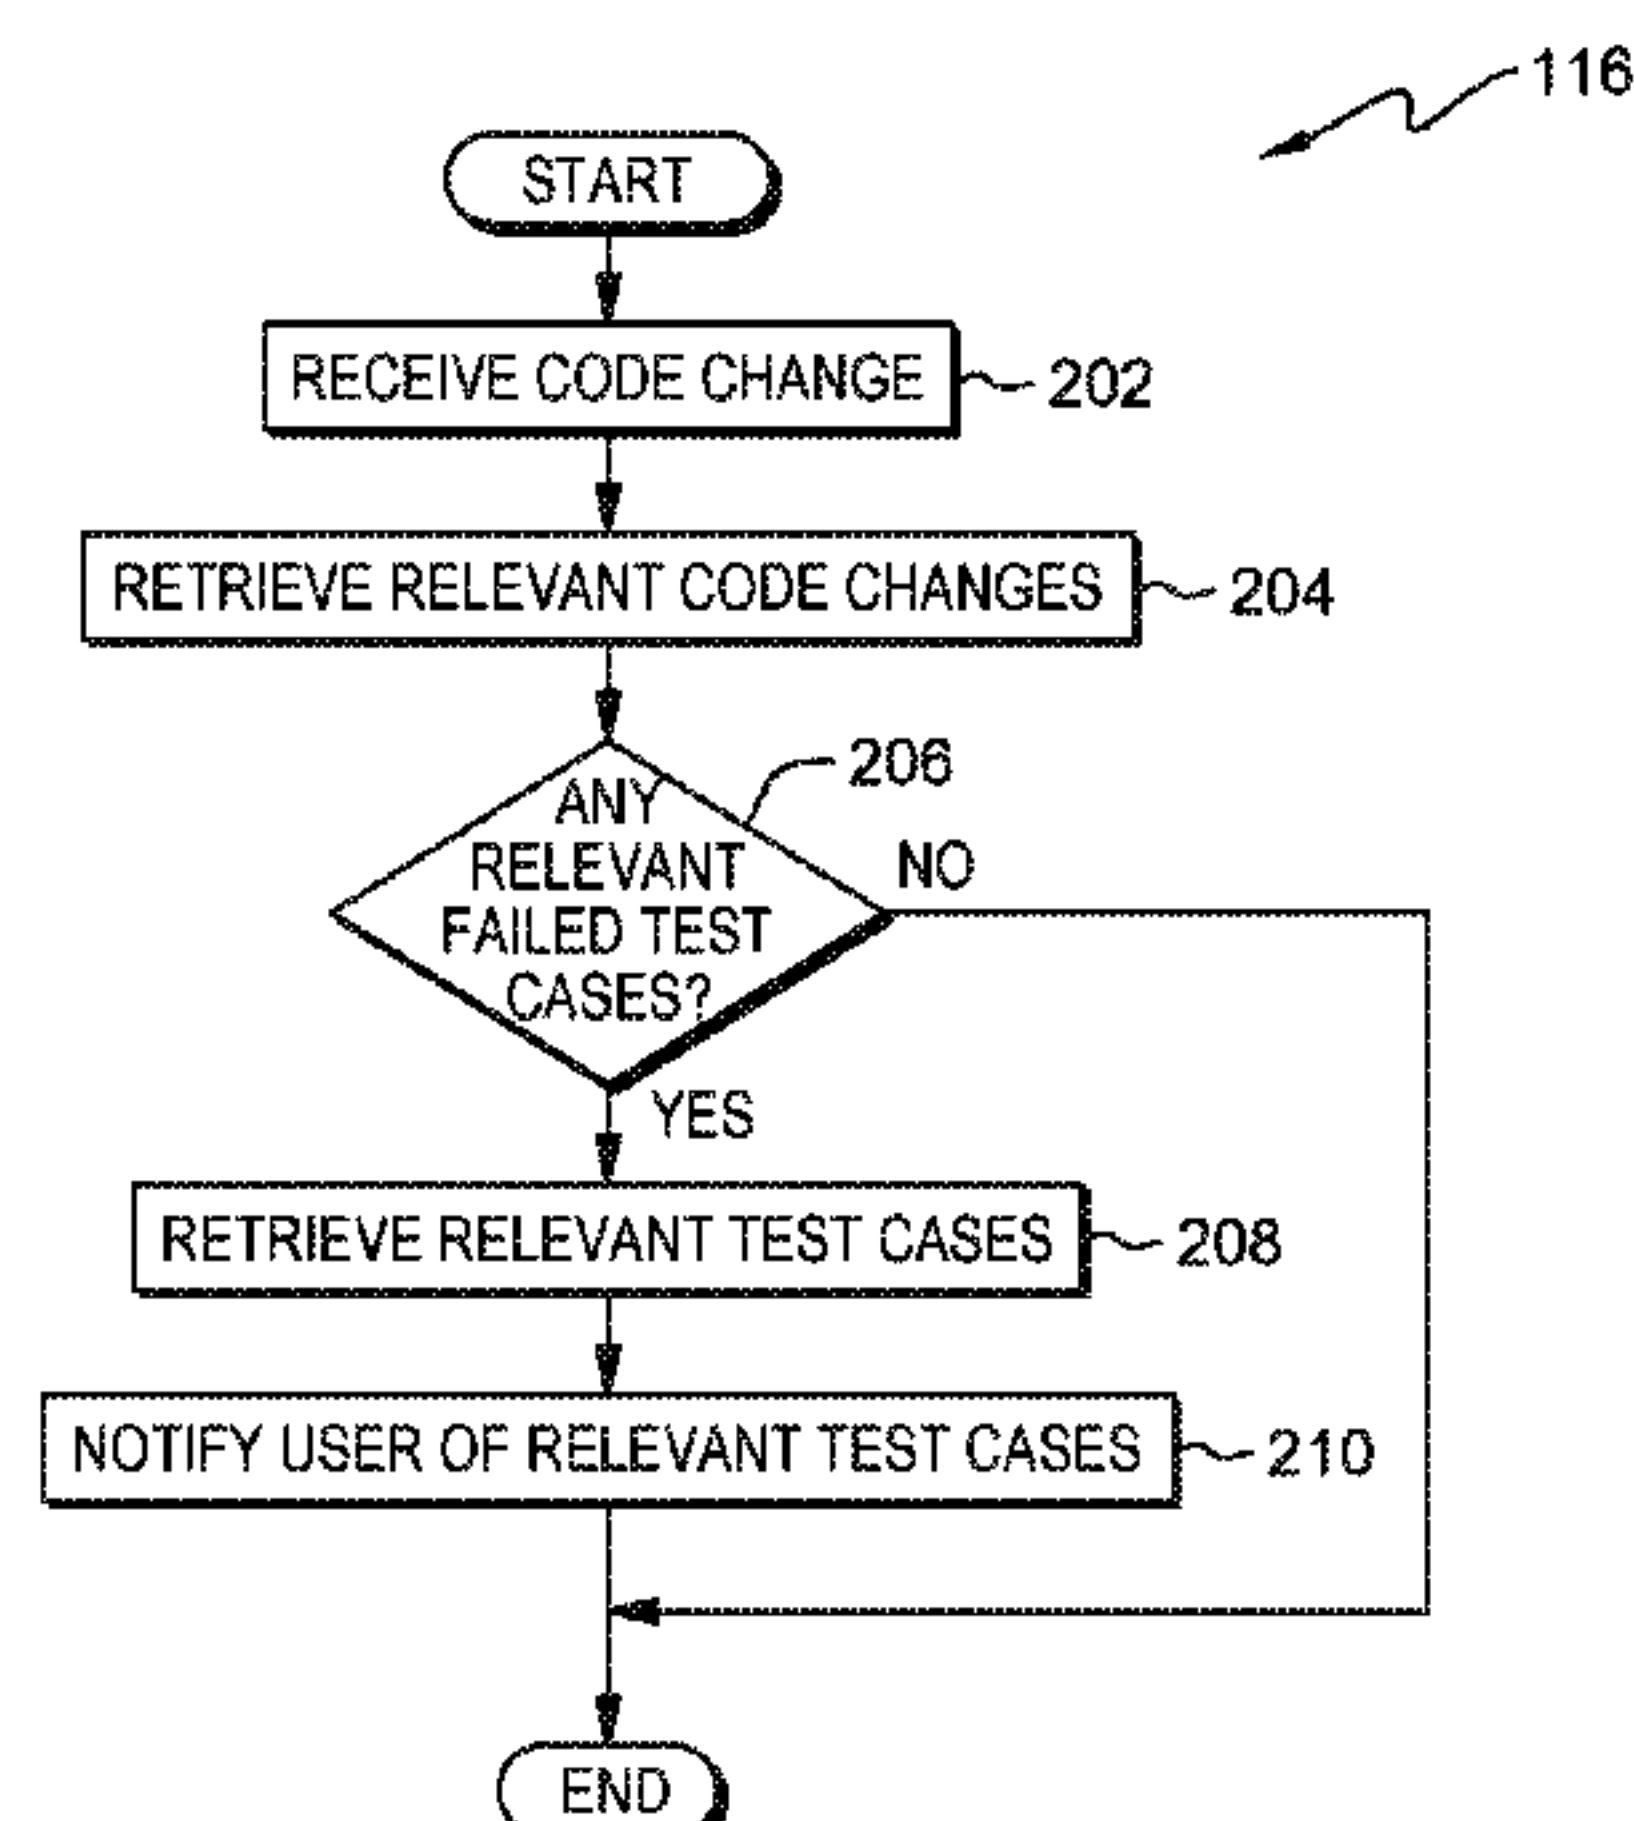 116
START
RECEIVE CODE CHANGE
202
RETRIEVE RELEVANT CODE CHANGES
204
206
ANY
RELEVANT
FAILED TEST
CASES?
NO
YES
RETRIEVE RELEVANT TEST CASES
208
NOTIFY USER OF RELEVANT TEST CASES
210
END